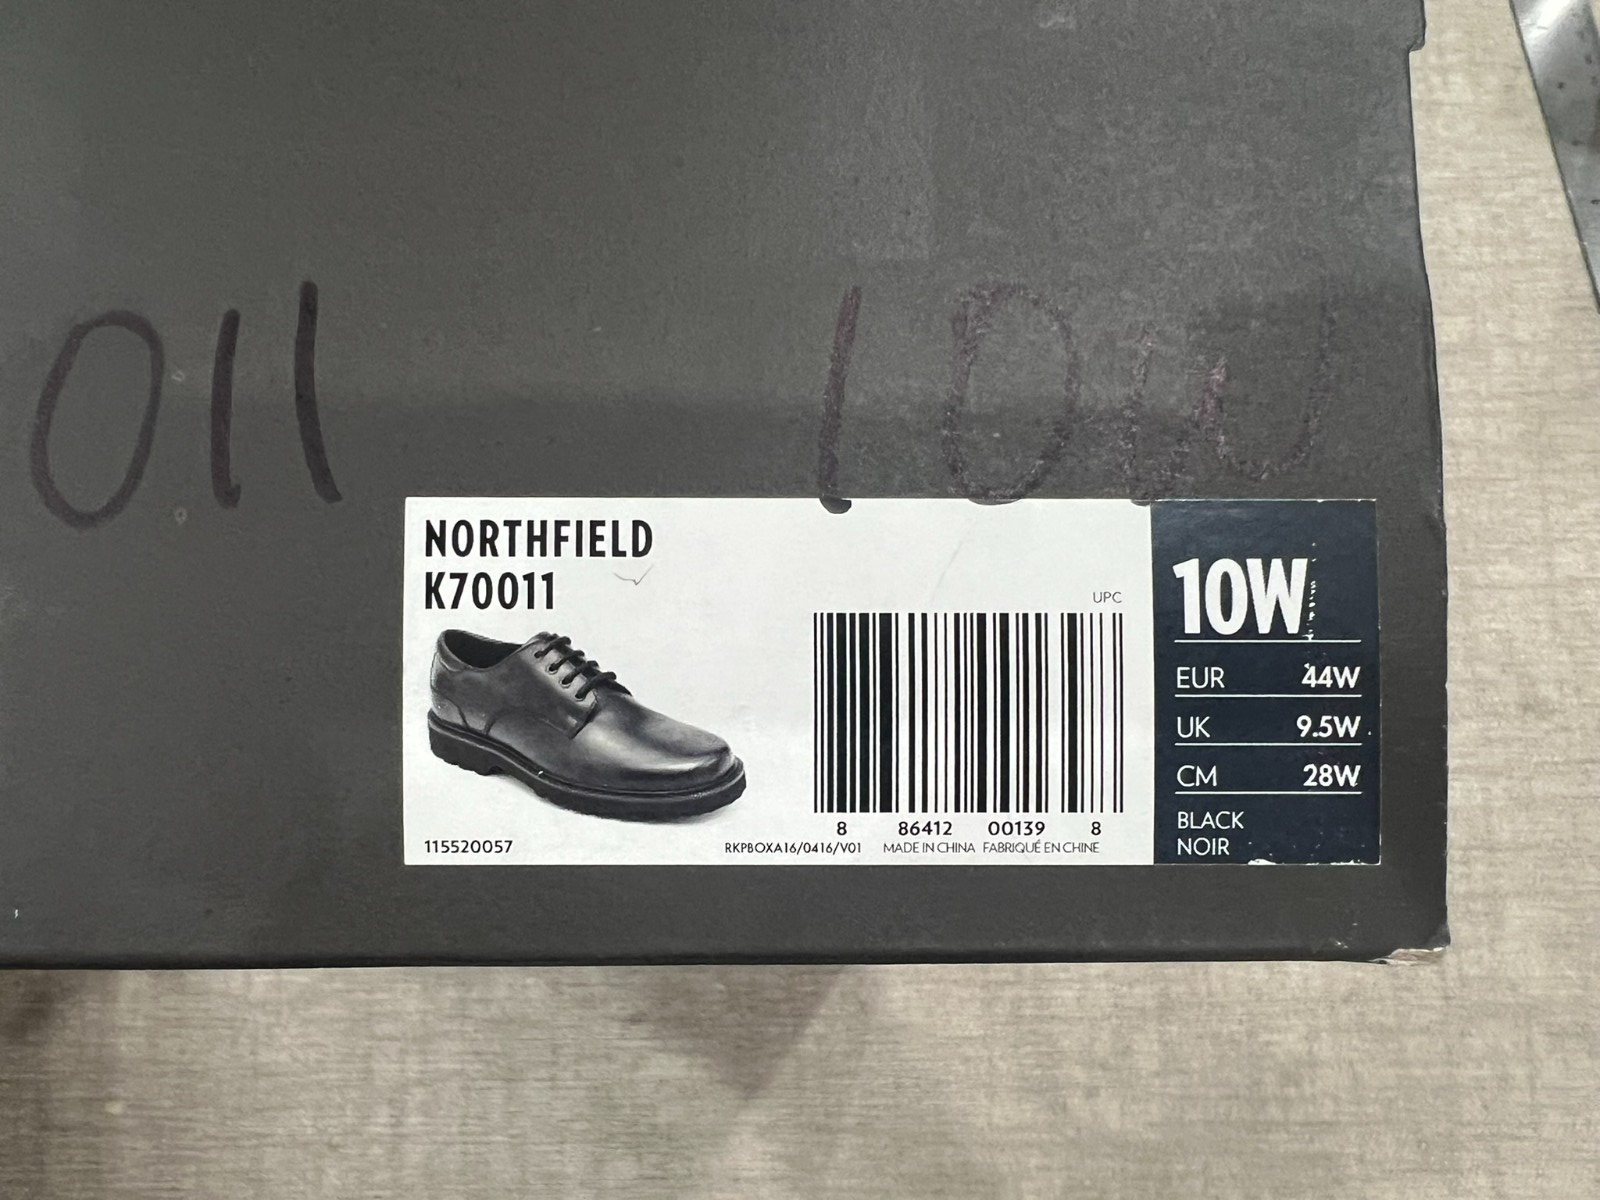 011 10W
NORTHFIELD
K70011
UPC
8 86412 00139 8
115520057
RKPBOXA16/0416/V01 MADE IN CHINA FABRIQUÉ EN CHINE
10W
EUR 44W
UK 9.5W
CM 28W
BLACK
NOIR